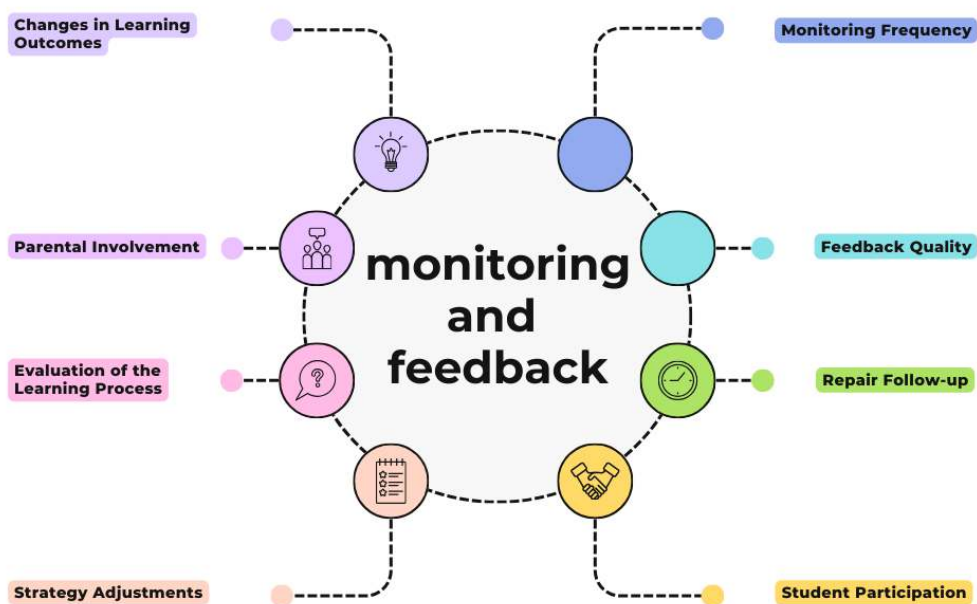 Changes in Learning
Outcomes
Monitoring Frequency
Parental Involvement
monitoring
and
feedback
Feedback Quality
Evaluation of the
Learning Process
?
Repair Follow-up
Strategy Adjustments
Student Participation